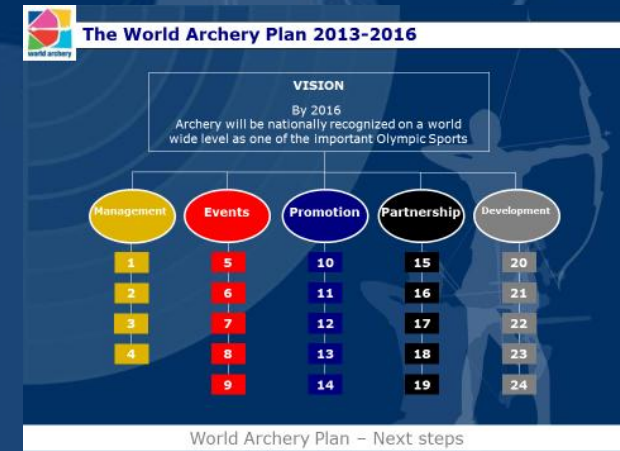 world archery
The World Archery Plan 2013-2016
VISION
By 2016
Archery will be nationally recognized on a world
wide level as one of the important Olympic Sports
Management Events Promotion Partnership Development
1 5 10 15 20
2 6 11 16 21
3 7 12 17 22
4 8 13 18 23
9 14 19 24
World Archery Plan – Next steps